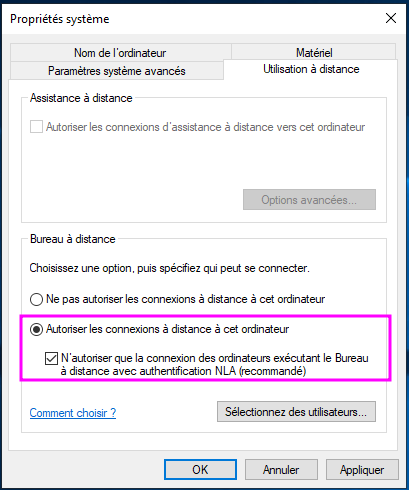 Propriétés système
Nom de l'ordinateur
Matériel
Paramètres système avancés
Utilisation à distance
Assistance à distance
Autoriser les connexions d'assistance à distance vers cet ordinateur
Options avancées...
Bureau à distance
Choisissez une option, puis spécifiez qui peut se connecter.
Ne pas autoriser les connexions à distance à cet ordinateur
Autoriser les connexions à distance à cet ordinateur
N'autoriser que la connexion des ordinateurs exécutant le Bureau
à distance avec authentification NLA (recommandé)
Comment choisir ?
Sélectionnez des utilisateurs...
OK
Annuler
Appliquer